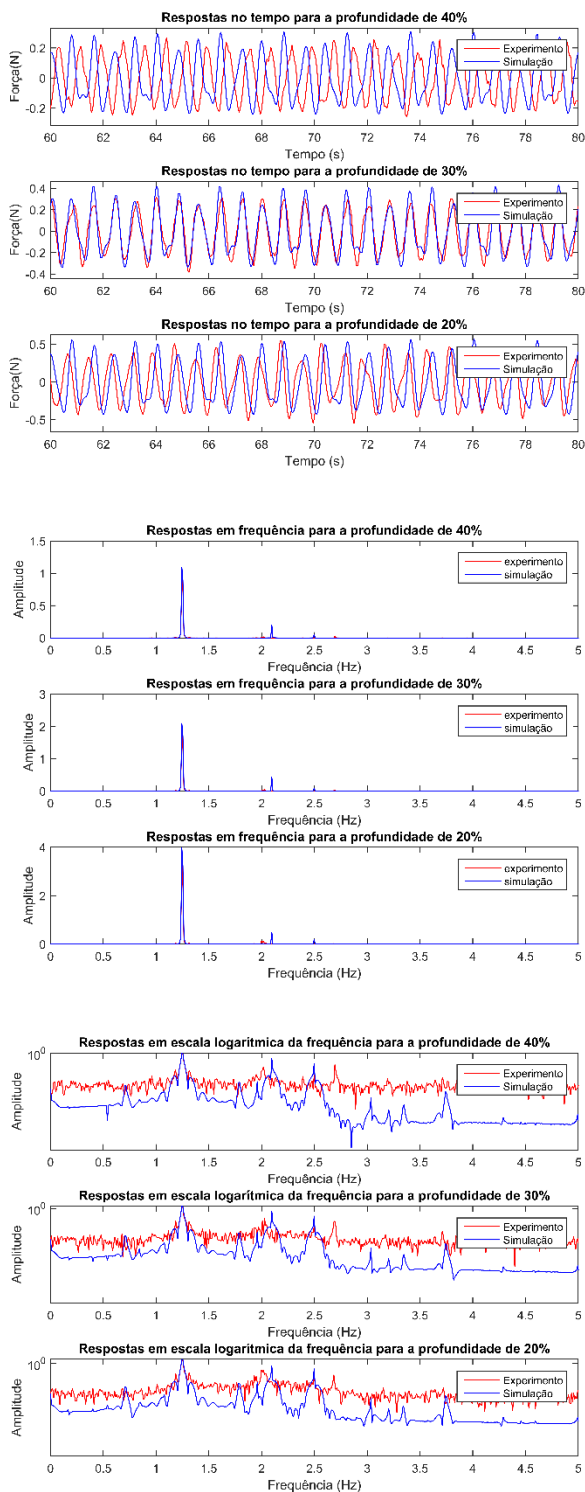 Respostas no tempo para a profundidade de 40%
Força(N)
0.2
0
-0.2
Experimento
Simulação
60 62 64 66 68 70 72 74 76 78 80
Tempo (s)
Respostas no tempo para a profundidade de 30%
Força(N)
0.4
0.2
0
-0.2
-0.4
Experimento
Simulação
60 62 64 66 68 70 72 74 76 78 80
Tempo (s)
Respostas no tempo para a profundidade de 20%
Força(N)
0.5
0
-0.5
Experimento
Simulação
60 62 64 66 68 70 72 74 76 78 80
Tempo (s)
Respostas em frequência para a profundidade de 40%
Amplitude
1.5
1
0.5
0
experimento
simulação
0 0.5 1 1.5 2 2.5 3 3.5 4 4.5 5
Frequência (Hz)
Respostas em frequência para a profundidade de 30%
Amplitude
3
2
1
0
experimento
simulação
0 0.5 1 1.5 2 2.5 3 3.5 4 4.5 5
Frequência (Hz)
Respostas em frequência para a profundidade de 20%
Amplitude
4
2
0
experimento
simulação
0 0.5 1 1.5 2 2.5 3 3.5 4 4.5 5
Frequência (Hz)
Respostas em escala logarítmica da frequência para a profundidade de 40%
Amplitude
10^0
Experimento
Simulação
0 0.5 1 1.5 2 2.5 3 3.5 4 4.5 5
Frequência (Hz)
Respostas em escala logarítmica da frequência para a profundidade de 30%
Amplitude
10^0
Experimento
Simulação
0 0.5 1 1.5 2 2.5 3 3.5 4 4.5 5
Frequência (Hz)
Respostas em escala logaritmica da frequência para a profundidade de 20%
Amplitude
10^0
Experimento
Simulação
0 0.5 1 1.5 2 2.5 3 3.5 4 4.5 5
Frequência (Hz)